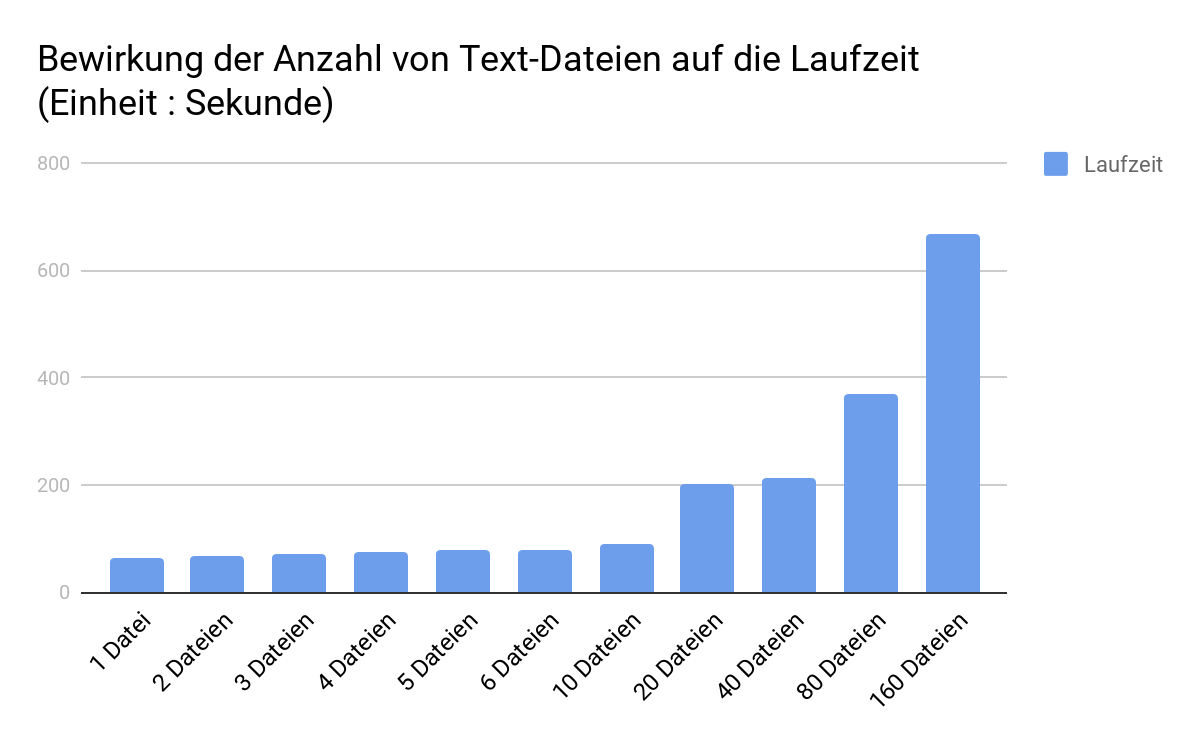 Bewirkung der Anzahl von Text-Dateien auf die Laufzeit
(Einheit : Sekunde)
Laufzeit
800
600
400
200
0
1 Datei
2 Dateien
3 Dateien
4 Dateien
5 Dateien
6 Dateien
10 Dateien
20 Dateien
40 Dateien
80 Dateien
160 Dateien